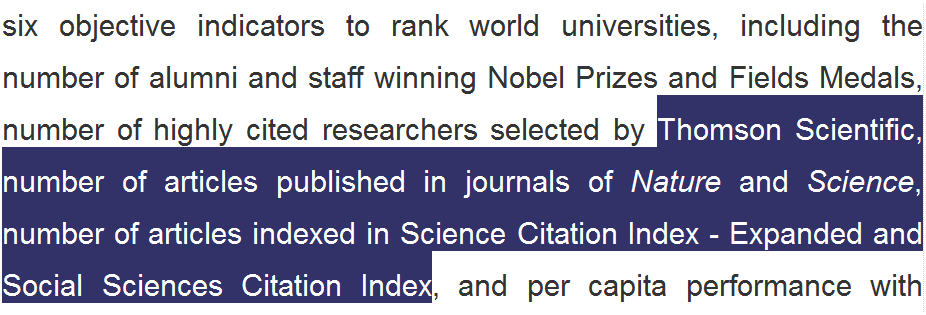 six objective indicators to rank world universities, including the
number of alumni and staff winning Nobel Prizes and Fields Medals,
number of highly cited researchers selected by Thomson Scientific,
number of articles published in journals of Nature and Science,
number of articles indexed in Science Citation Index - Expanded and
Social Sciences Citation Index, and per capita performance with